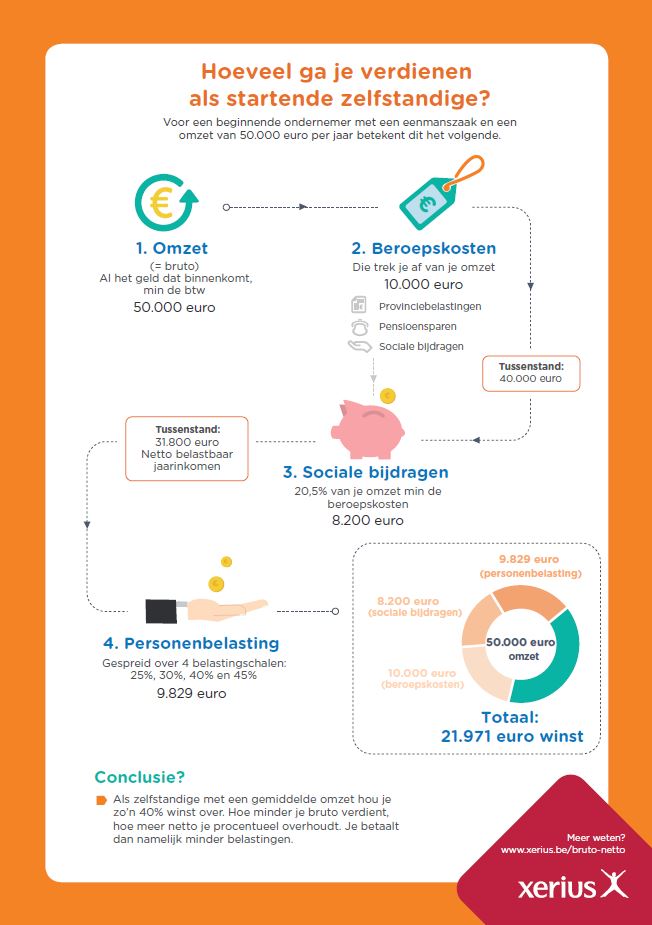 Hoeveel ga je verdienen
als startende zelfstandige?
Voor een beginnende ondernemer met een eenmanszaak en een
omzet van 50.000 euro per jaar betekent dit het volgende.
1. Omzet
(= bruto)
Al het geld dat binnenkomt,
min de btw
50.000 euro
2. Beroepskosten
Die trek je af van je omzet
10.000 euro
Provinciebelastingen
Pensioensparen
Sociale bijdragen
Tussenstand:
40.000 euro
3. Sociale bijdragen
20,5% van je omzet min de
beroepskosten
8.200 euro
Tussenstand:
31.800 euro
Netto belastbaar
jaarinkomen
4. Personenbelasting
Gespreid over 4 belastingschalen:
25%, 30%, 40% en 45%
9.829 euro
9.829 euro
(personenbelasting)
8.200 euro
(sociale bijdragen)
10.000 euro
(beroepskosten)
50.000 euro
omzet
Totaal:
21.971 euro winst
Conclusie?
Als zelfstandige met een gemiddelde omzet hou je
zo'n 40% winst over. Hoe minder je bruto verdient,
hoe meer netto je procentueel overhoudt. Je betaalt
dan namelijk minder belastingen.
Meer weten?
www.xerius.be/bruto-netto
xerius